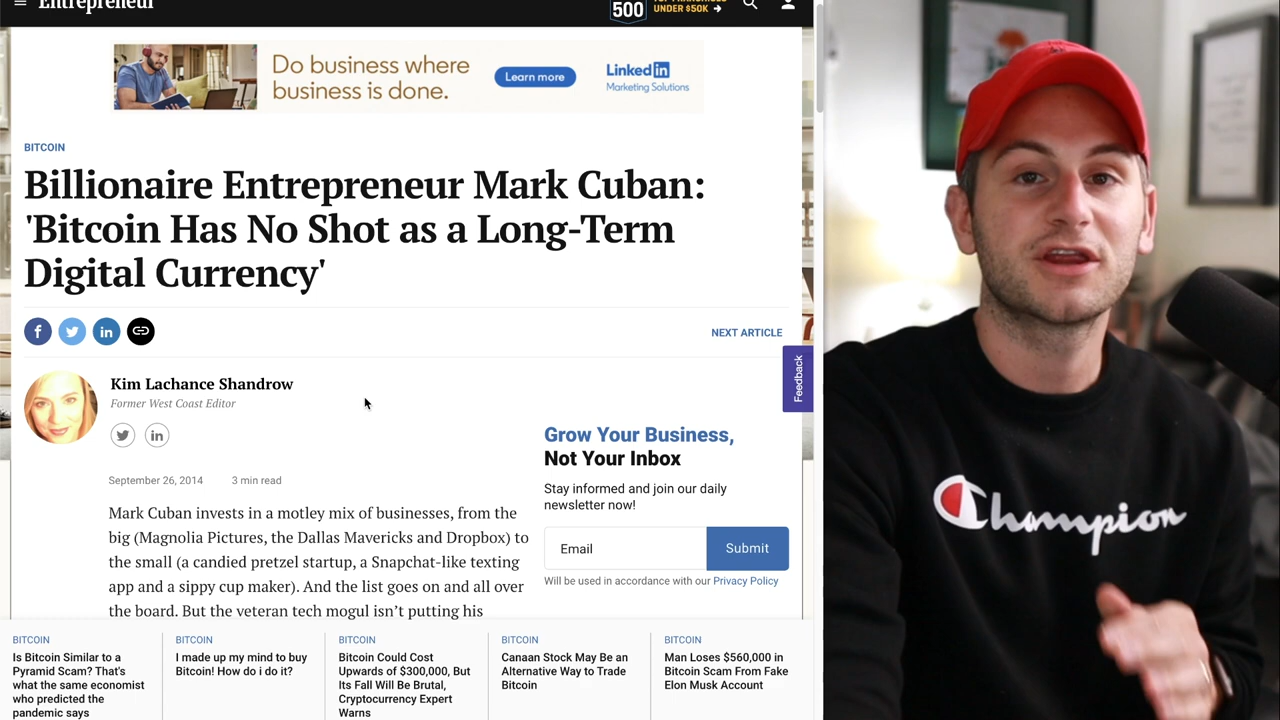 Entrepreneur
500
UNDER $50K →
Do business where
business is done.
Learn more
Linked in
Marketing Solutions
BITCOIN
Billionaire Entrepreneur Mark Cuban:
'Bitcoin Has No Shot as a Long-Term
Digital Currency'
NEXT ARTICLE
Feedback
Kim Lachance Shandrow
Former West Coast Editor
Grow Your Business,
Not Your Inbox
Stay informed and join our daily
newsletter now!
Email
Submit
Will be used in accordance with our Privacy Policy
September 26, 2014
3 min read
Mark Cuban invests in a motley mix of businesses, from the
big (Magnolia Pictures, the Dallas Mavericks and Dropbox) to
the small (a candied pretzel startup, a Snapchat-like texting
app and a sippy cup maker). And the list goes on and all over
the board. But the veteran tech mogul isn't putting his
BITCOIN
Is Bitcoin Similar to a
Pyramid Scam? That's
what the same economist
who predicted the
pandemic says
BITCOIN
I made up my mind to buy
Bitcoin! How do i do it?
BITCOIN
Bitcoin Could Cost
Upwards of $300,000, But
Its Fall Will Be Brutal,
Cryptocurrency Expert
Warns
BITCOIN
Canaan Stock May Be an
Alternative Way to Trade
Bitcoin
BITCOIN
Man Loses $560,000 in
Bitcoin Scam From Fake
Elon Musk Account
Champion